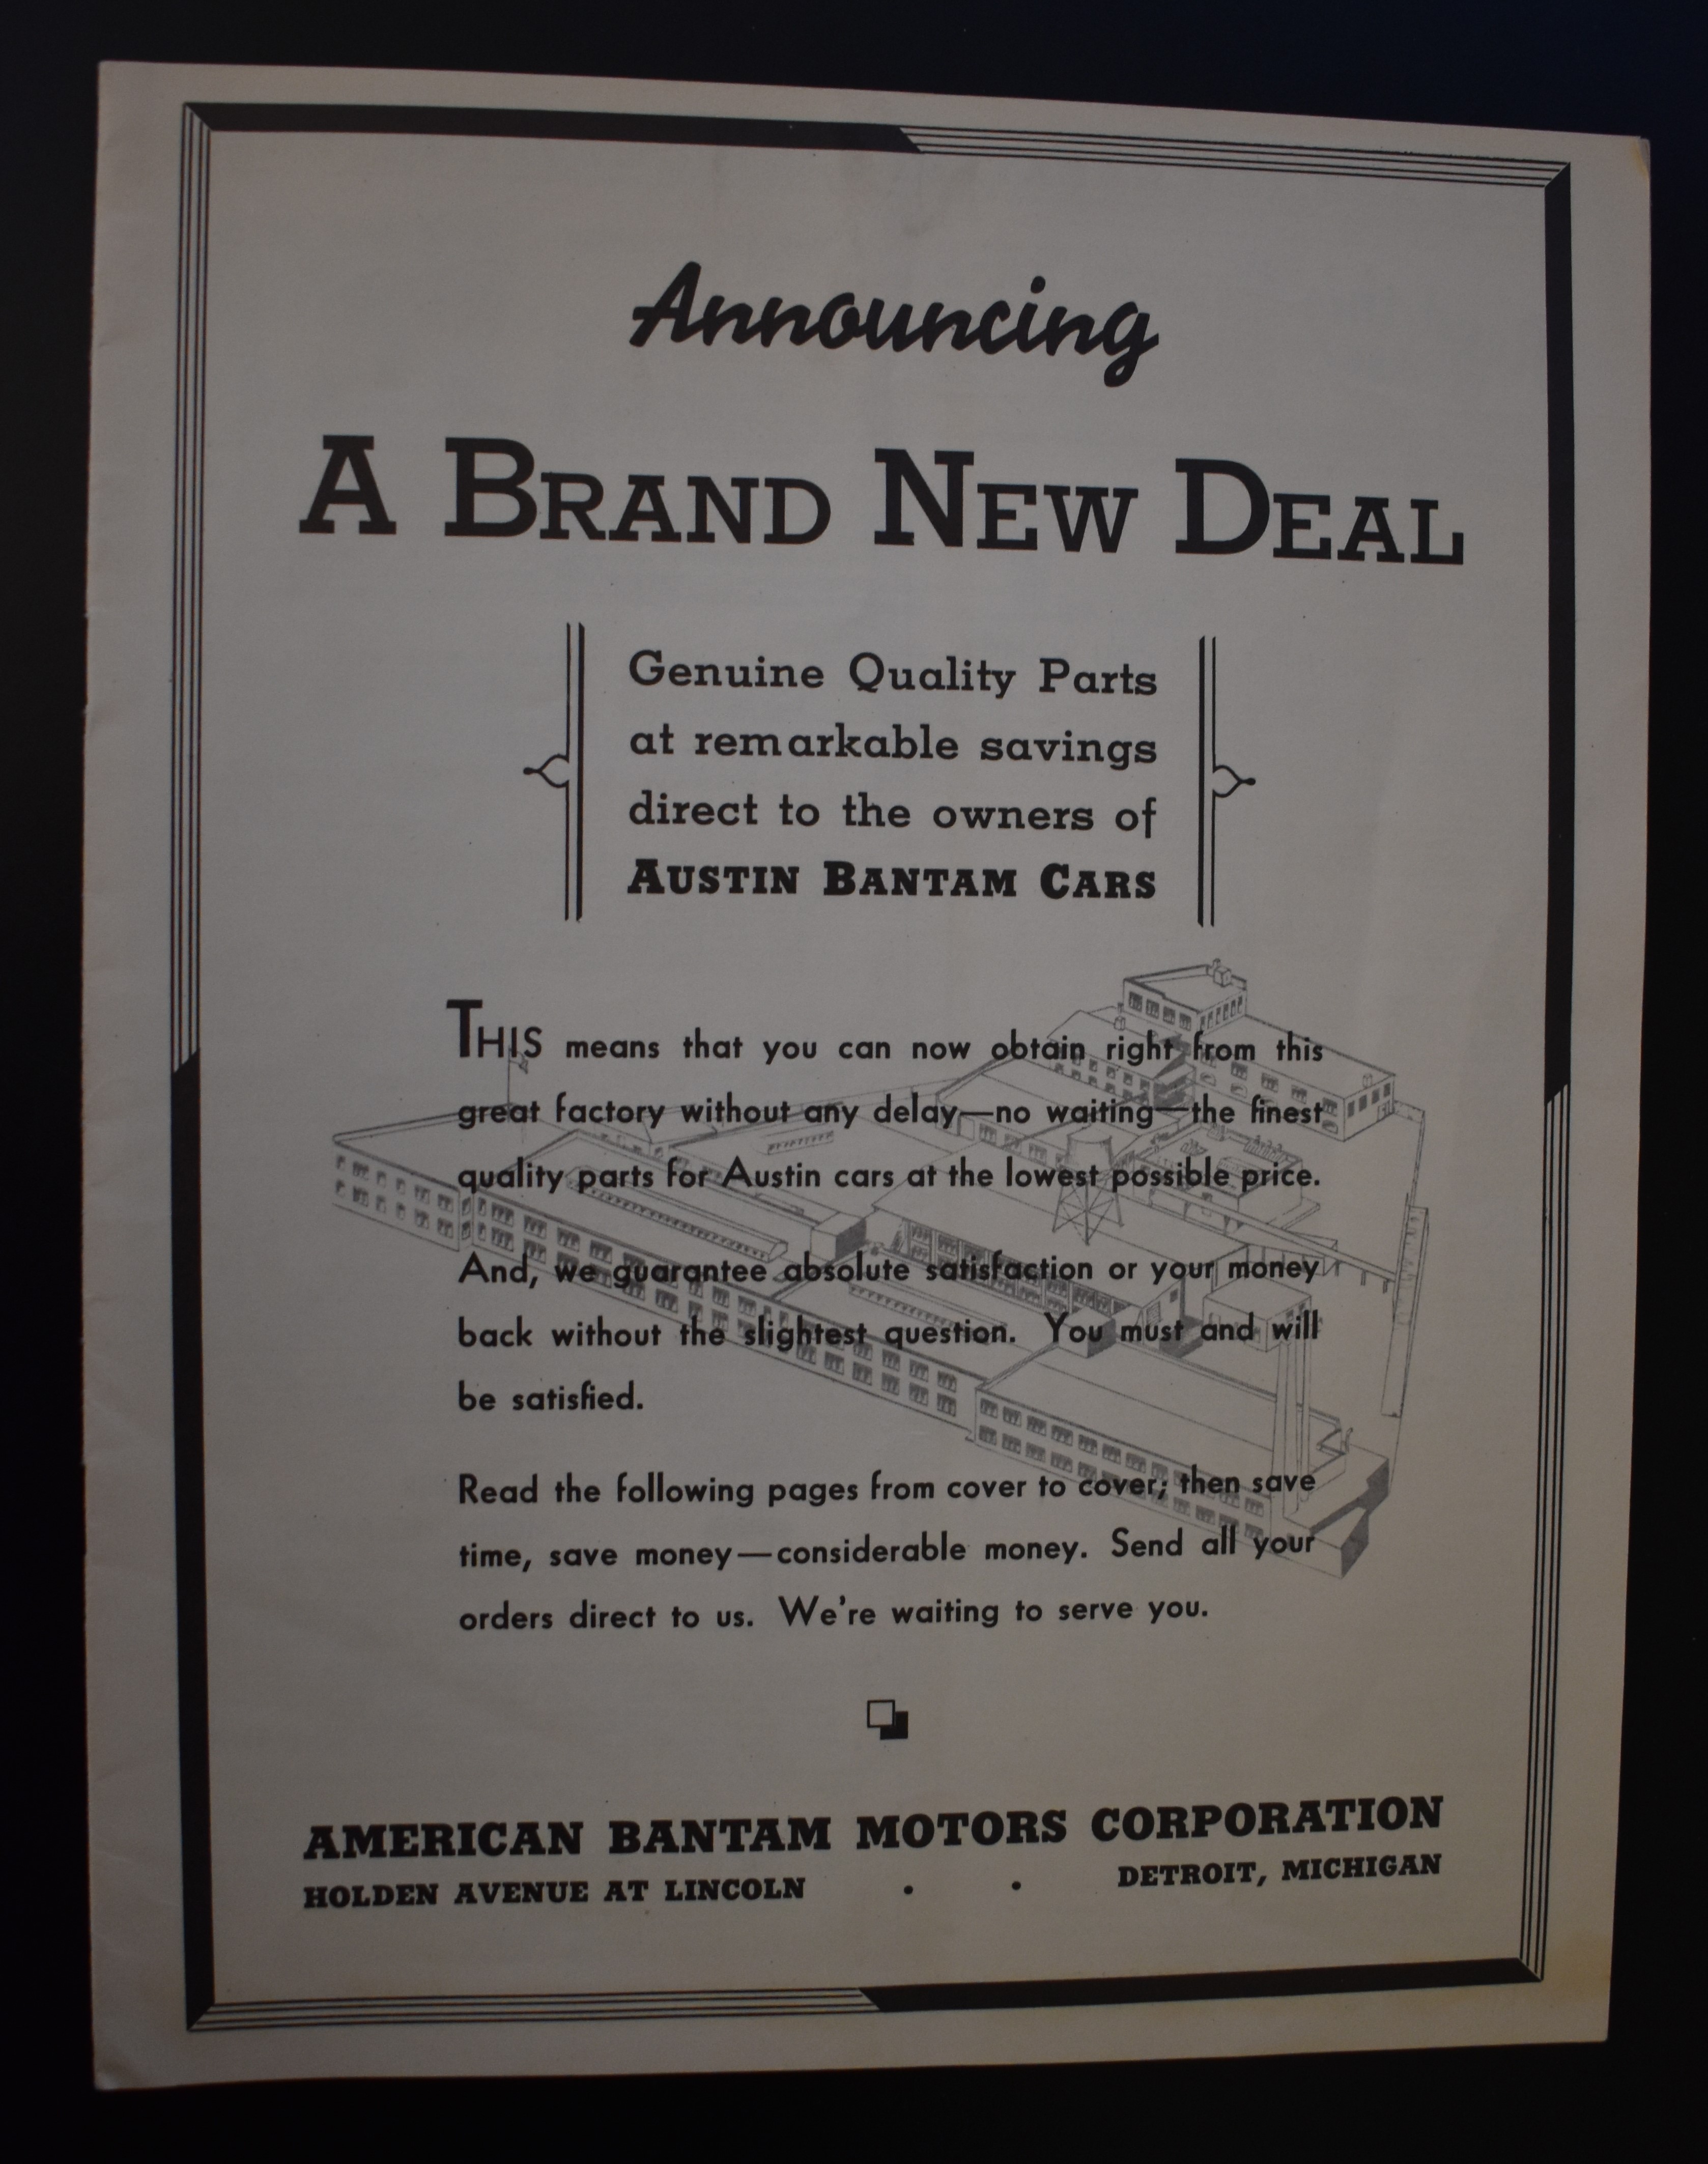 Announcing
A BRAND NEW DEAL
Genuine Quality Parts
at remarkable savings
direct to the owners of
AUSTIN BANTAM CARS
THIS means that you can now obtain right from this
great factory without any delay—no waiting—the finest
quality parts for Austin cars at the lowest possible price.
And, we guarantee absolute satisfaction or your money
back without the slightest question. You must and will
be satisfied.
Read the following pages from cover to cover; then save
time, save money—considerable money. Send all your
orders direct to us. We're waiting to serve you.
AMERICAN BANTAM MOTORS CORPORATION
HOLDEN AVENUE AT LINCOLN • • DETROIT, MICHIGAN